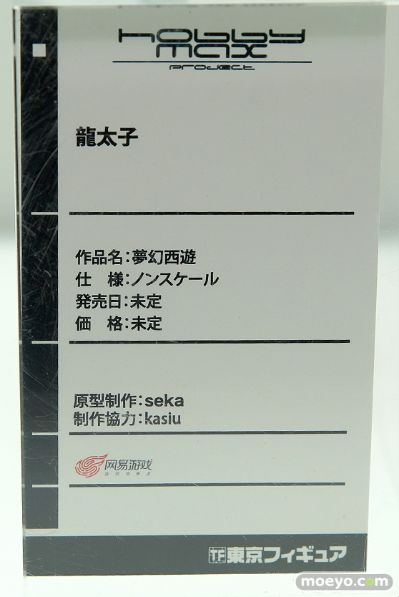 hobby
max
project
龍太子
作品名：夢幻西遊
仕　様：ノンスケール
発売日：未定
価　格：未定
原型制作：seka
制作協力：kasiu
网易游戏
TF東京フィギュア
moeyo.com